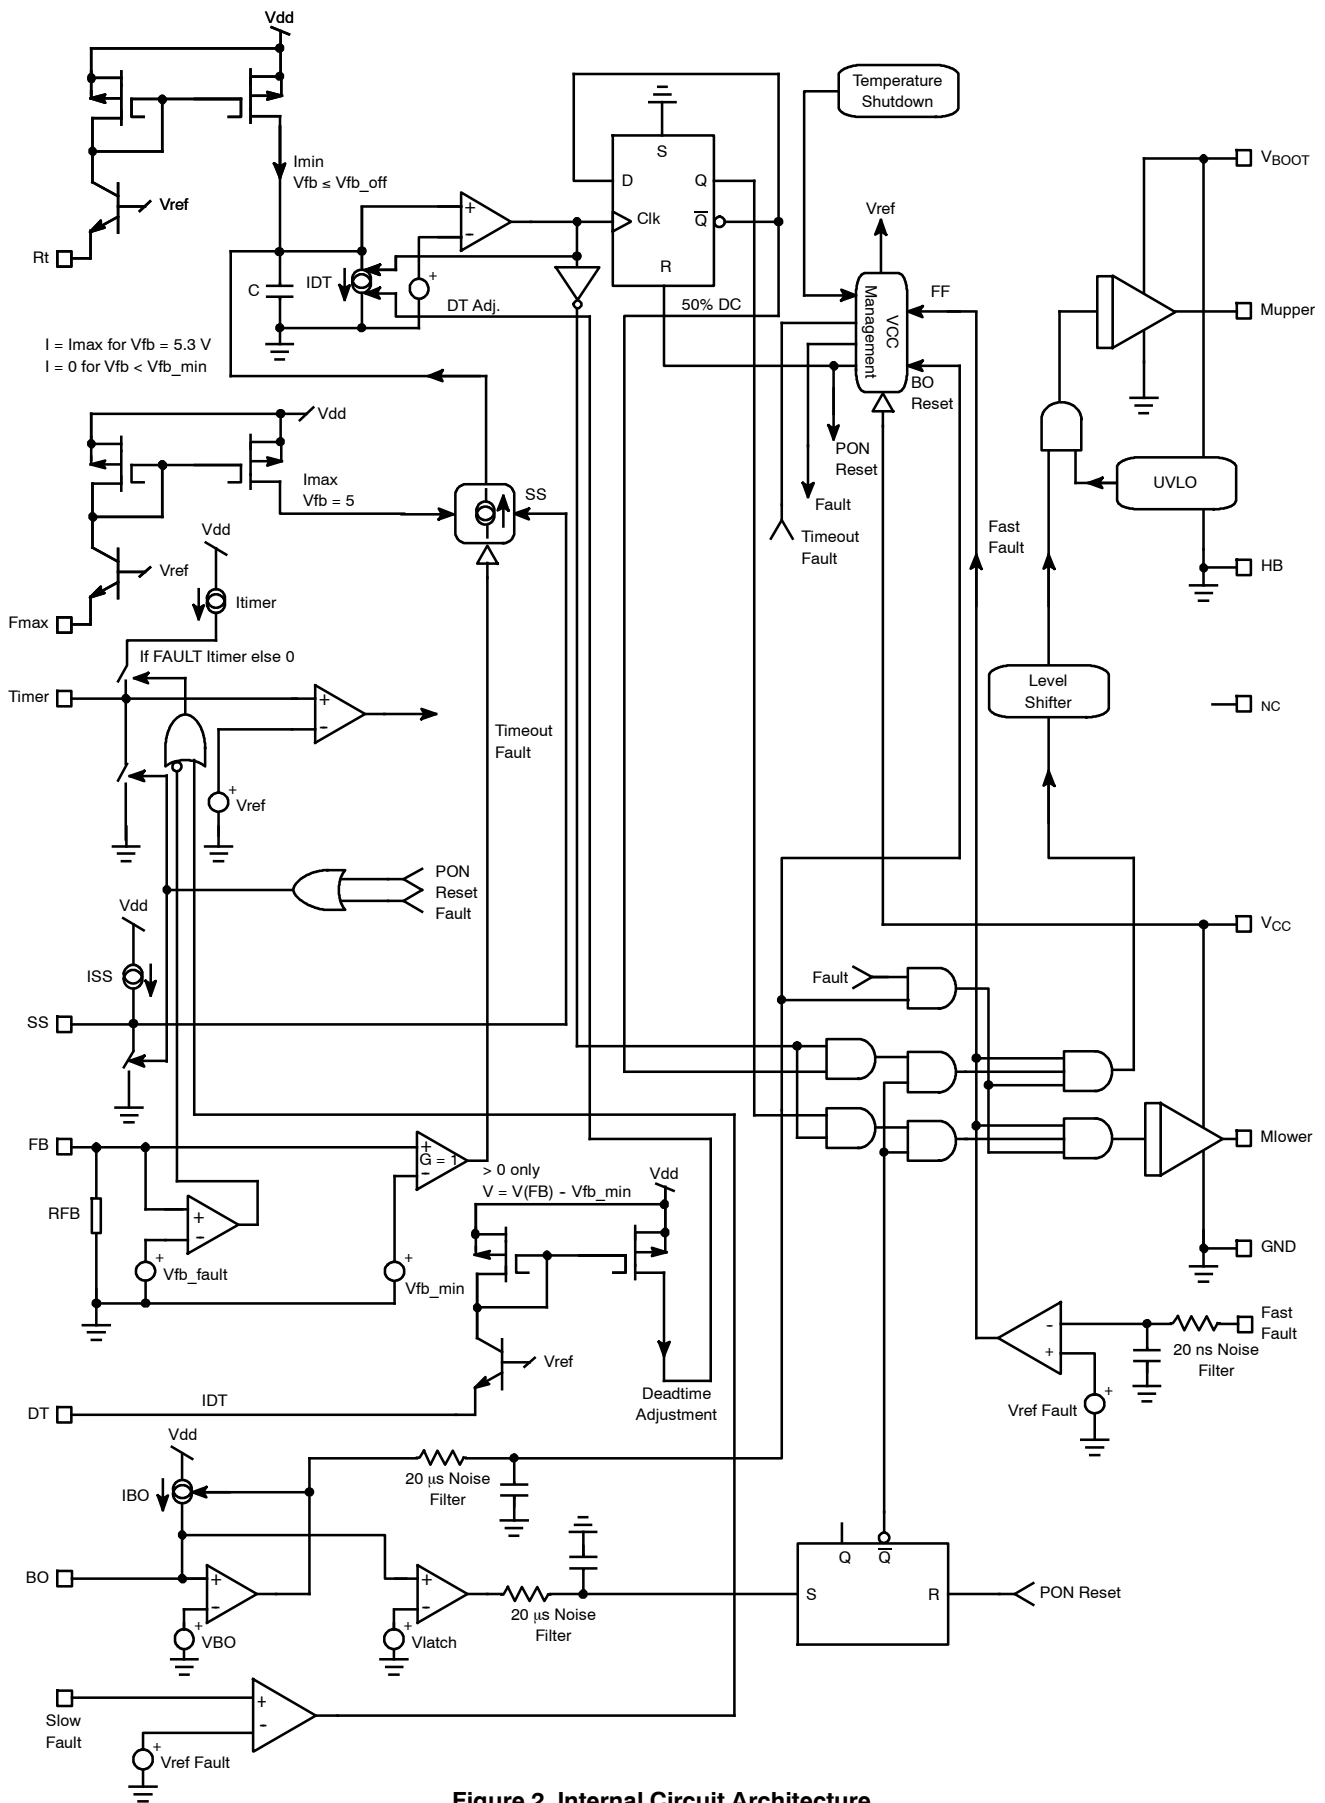 Vdd
Temperature
Shutdown
Imin
Vfb ≤ Vfb_off
S
D
Q
VBOOT
Vref
Vref
+
-
Clk
Q
R
Rt
C
IDT
+
DT Adj.
50% DC
VCC
Management
FF
Mupper
I = Imax for Vfb = 5.3 V
I = 0 for Vfb < Vfb_min
BO
Reset
Vdd
PON
Reset
Imax
Vfb = 5
SS
Fault
UVLO
Vdd
Timeout
Fault
Fast
Fault
Vref
HB
Itimer
Fmax
If FAULT Itimer else 0
Timer
+
-
Level
Shifter
NC
Timeout
Fault
+
Vref
PON
Reset
Fault
Vdd
VCC
ISS
Fault
SS
FB
+
G = 1
-
> 0 only
V = V(FB) - Vfb_min
Vdd
Mlower
RFB
+
-
+
Vfb_fault
+
Vfb_min
GND
Fast
Fault
-
+
20 ns Noise
Filter
Vref
Deadtime
Adjustment
IDT
DT
Vref Fault
+
Vdd
IBO
20 μs Noise
Filter
Q
Q
BO
+
-
+
-
S
R
PON Reset
20 μs Noise
Filter
+
VBO
+
Vlatch
+
-
Slow
Fault
+
Vref Fault
Figure 2. Internal Circuit Architecture